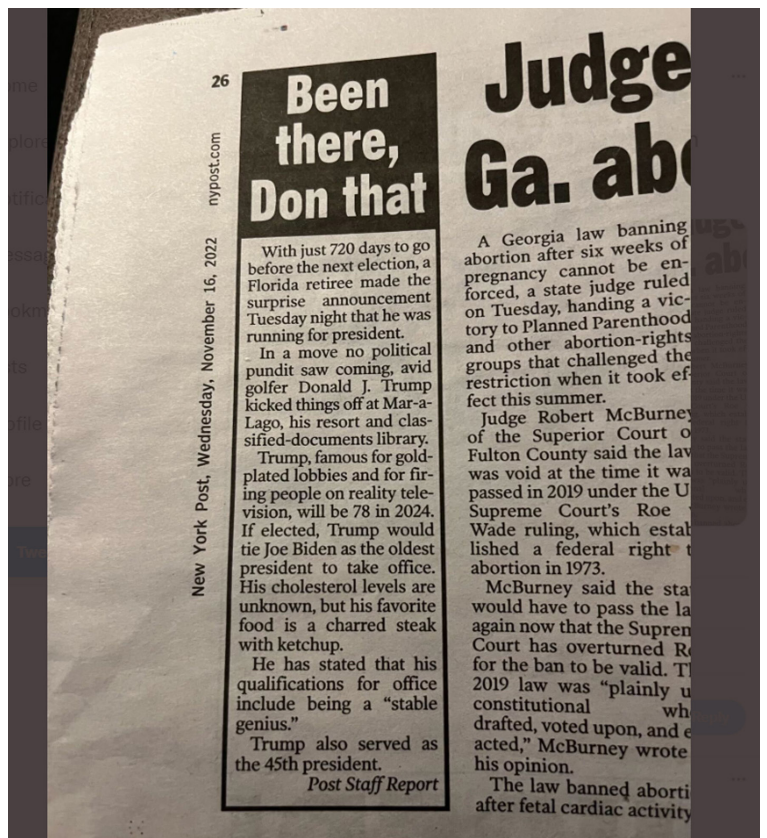 26
nypost.com
New York Post, Wednesday, November 16, 2022
Been
there,
Don that
With just 720 days to go
before the next election, a
Florida retiree made the
surprise announcement
Tuesday night that he was
running for president.
In a move no political
pundit saw coming, avid
golfer Donald J. Trump
kicked things off at Mar-a-
Lago, his resort and clas-
sified-documents library.
Trump, famous for gold-
plated lobbies and for fir-
ing people on reality tele-
vision, will be 78 in 2024.
If elected, Trump would
tie Joe Biden as the oldest
president to take office.
His cholesterol levels are
unknown, but his favorite
food is a charred steak
with ketchup.
He has stated that his
qualifications for office
include being a “stable
genius.”
Trump also served as
the 45th president.
Post Staff Report
Judge
Ga. abo
A Georgia law banning
abortion after six weeks of
pregnancy cannot be en-
forced, a state judge ruled
on Tuesday, handing a vic-
tory to Planned Parenthood
and other abortion-rights
groups that challenged the
restriction when it took ef-
fect this summer.
Judge Robert McBurney
of the Superior Court o
Fulton County said the law
was void at the time it wa
passed in 2019 under the U
Supreme Court’s Roe
Wade ruling, which estab
lished a federal right t
abortion in 1973.
McBurney said the sta
would have to pass the la
again now that the Suprem
Court has overturned Ro
for the ban to be valid. T
2019 law was “plainly u
constitutional wh
drafted, voted upon, and e
acted,” McBurney wrote
his opinion.
The law banned aborti
after fetal cardiac activity